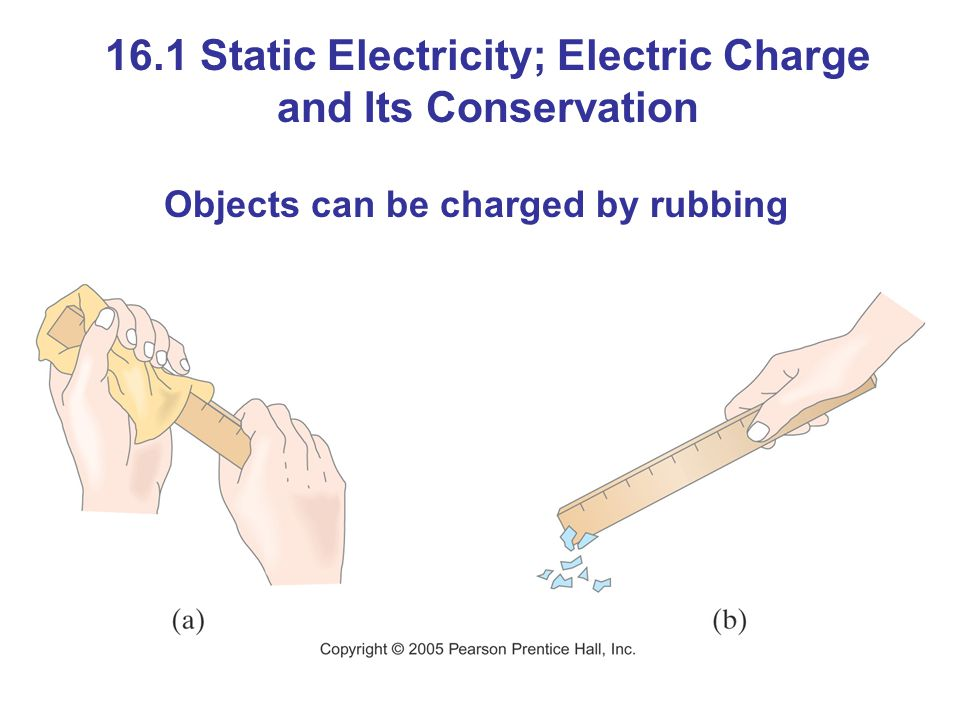 16.1 Static Electricity; Electric Charge
and Its Conservation
Objects can be charged by rubbing
(a)
(b)
Copyright © 2005 Pearson Prentice Hall, Inc.